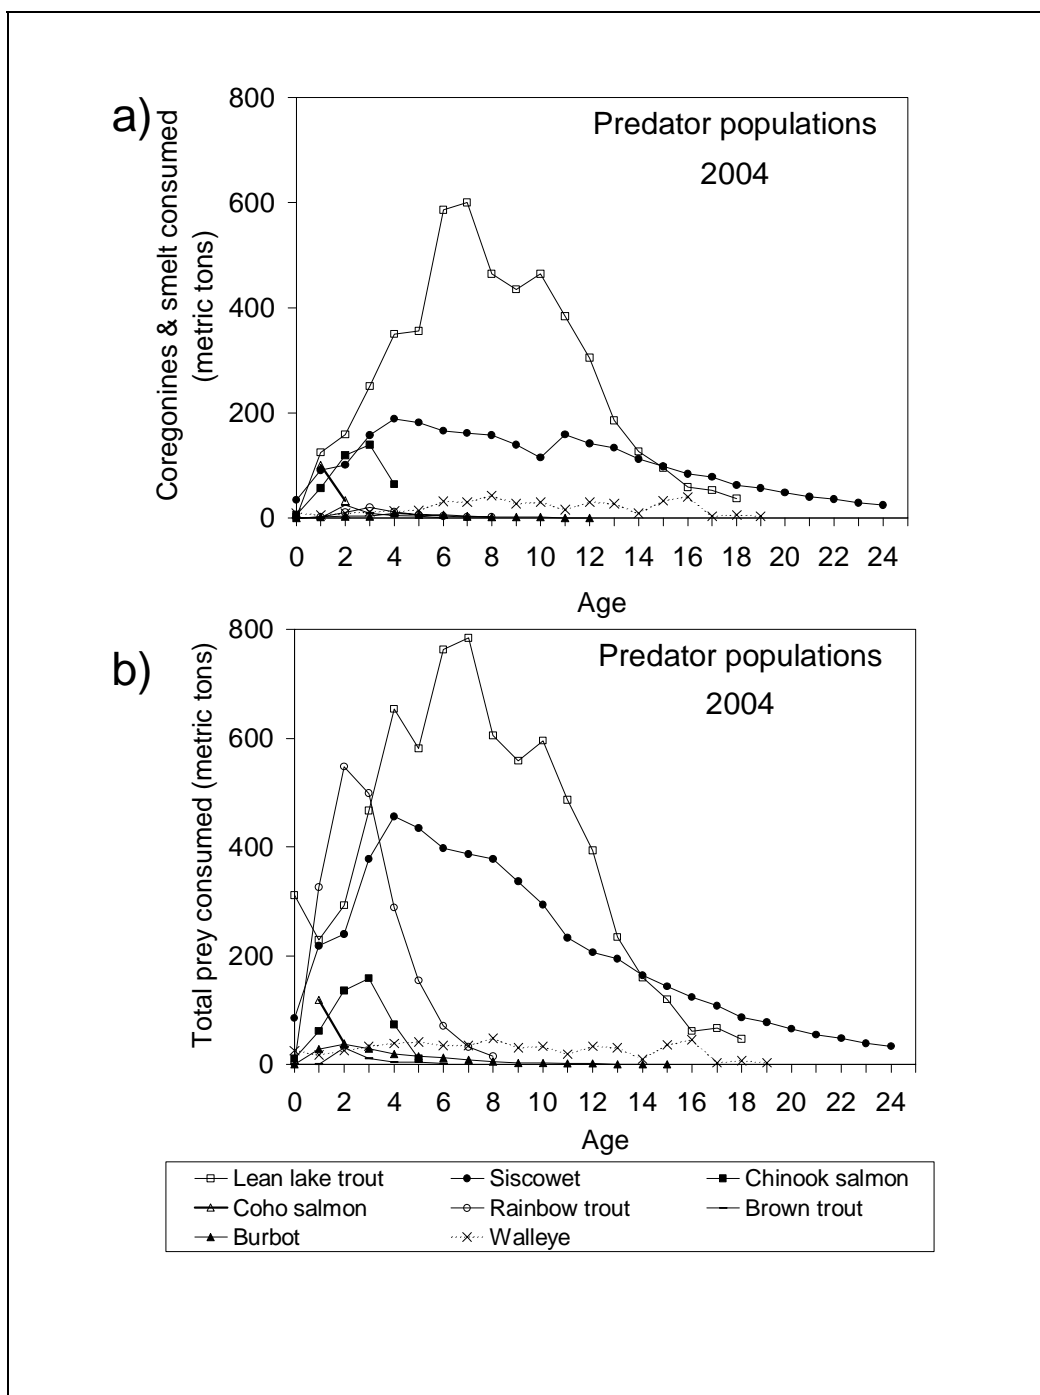 a)
Coregonines & smelt consumed
(metric tons)
Predator populations
2004
800
600
400
200
0
0 2 4 6 8 10 12 14 16 18 20 22 24
Age
b)
Total prey consumed (metric tons)
Predator populations
2004
800
600
400
200
0
0 2 4 6 8 10 12 14 16 18 20 22 24
Age
Lean lake trout Siscowet Chinook salmon
Coho salmon Rainbow trout Brown trout
Burbot Walleye